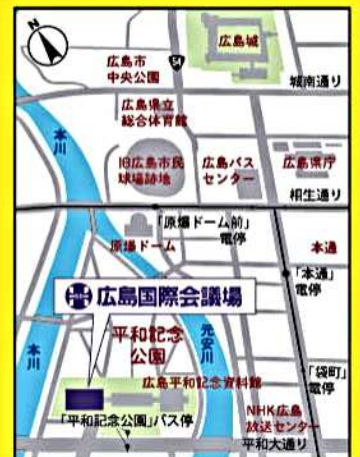 広島城
54
広島市
中央公園
城南通り
広島県立
総合体育館
本川
旧広島市民
球場跡地
広島バス
センター
広島県庁
相生通り
「原爆ドーム前」
電停
原爆ドーム
本通
「本通」
電停
広島国際会議場
平和記念
公園
元安川
本川
広島平和記念資料館
「袋町」
電停
「平和記念公園」バス停
NHK広島
放送センター
平和大通り